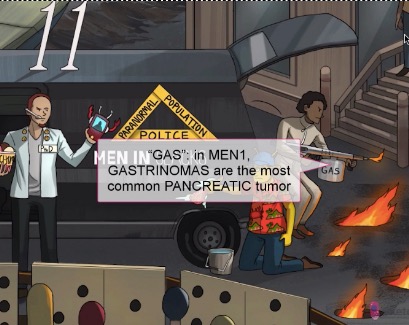 11
PARANORMAL
POPULATION
POLICE
PhD
MEN IN
"GAS": in MEN1,
GASTRINOMAS are the most
common PANCREATIC tumor
GAS